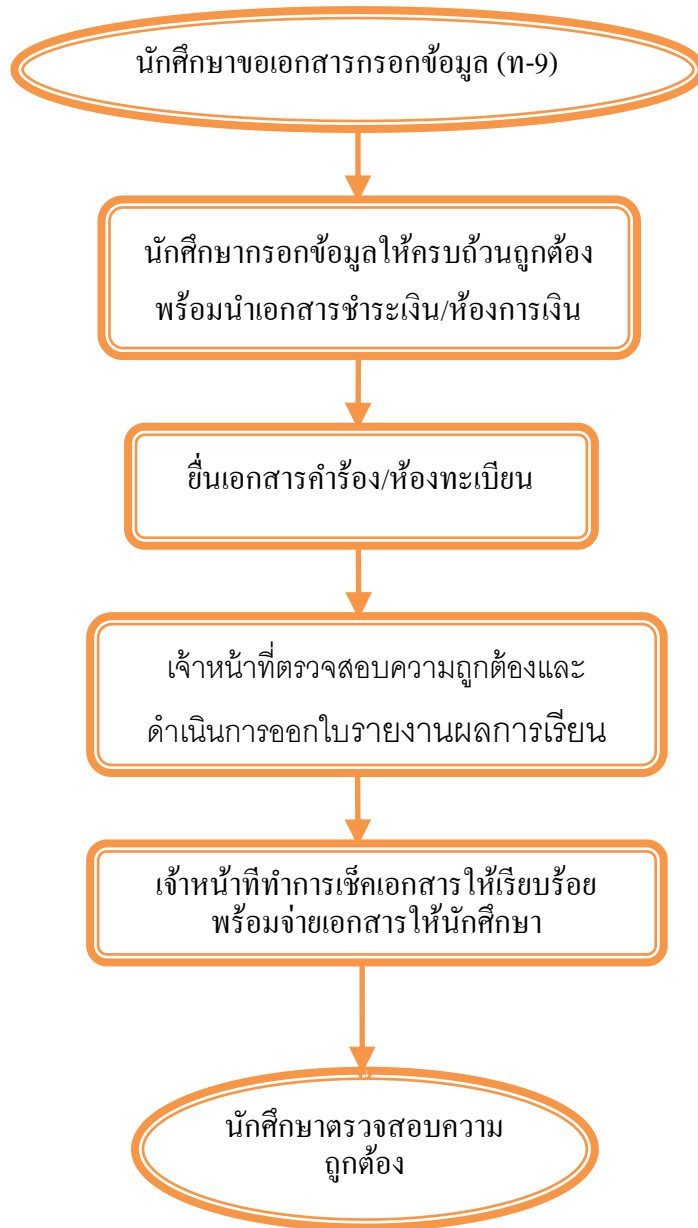 นักศึกษาขอเอกสารกรอกข้อมูล (ท-9)
นักศึกษากรอกข้อมูลให้ครบถ้วนถูกต้อง
พร้อมนำเอกสารชำระเงิน/ห้องการเงิน
ยื่นเอกสารคำร้อง/ห้องทะเบียน
เจ้าหน้าที่ตรวจสอบความถูกต้องและ
ดำเนินการออกใบรายงานผลการเรียน
เจ้าหน้าทีทำการเช็คเอกสารให้เรียบร้อย
พร้อมจ่ายเอกสารให้นักศึกษา
นักศึกษาตรวจสอบความ
ถูกต้อง